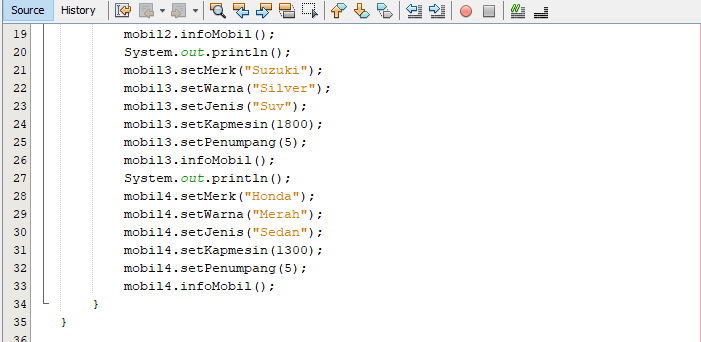 Source History
19 mobil2.infoMobil();
20 System.out.println();
21 mobil3.setMerk("Suzuki");
22 mobil3.setWarna("Silver");
23 mobil3.setJenis("Suv");
24 mobil3.setKapmesin(1800);
25 mobil3.setPenumpang(5);
26 mobil3.infoMobil();
27 System.out.println();
28 mobil4.setMerk("Honda");
29 mobil4.setWarna("Merah");
30 mobil4.setJenis("Sedan");
31 mobil4.setKapmesin(1300);
32 mobil4.setPenumpang(5);
33 mobil4.infoMobil();
34 }
35 }
36